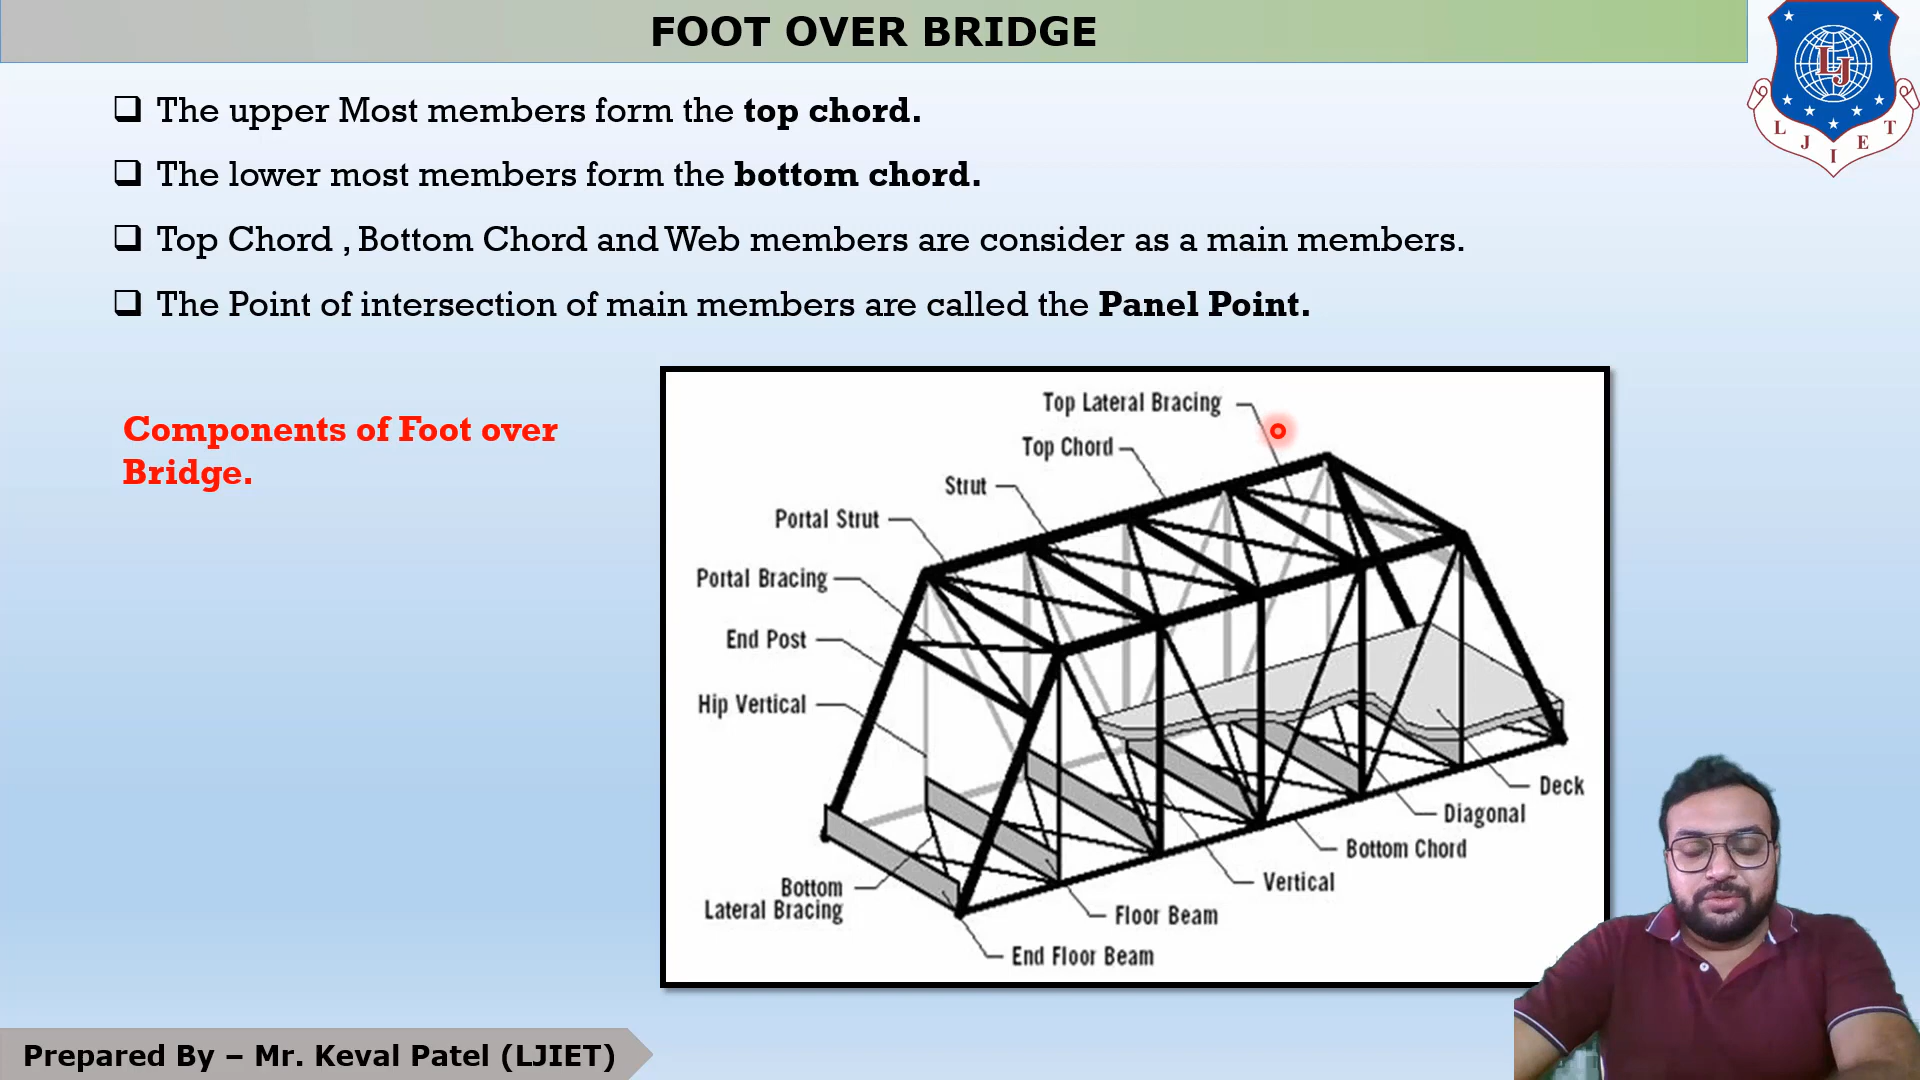 FOOT OVER BRIDGE
❑ The upper Most members form the top chord.
❑ The lower most members form the bottom chord.
❑ Top Chord , Bottom Chord and Web members are consider as a main members.
❑ The Point of intersection of main members are called the Panel Point.
LJ
L J I E T
Components of Foot over
Bridge.
Top Lateral Bracing
Top Chord
Strut
Portal Strut
Portal Bracing
End Post
Hip Vertical
Deck
Diagonal
Bottom Chord
Vertical
Bottom
Lateral Bracing
Floor Beam
End Floor Beam
Prepared By – Mr. Keval Patel (LJIET)